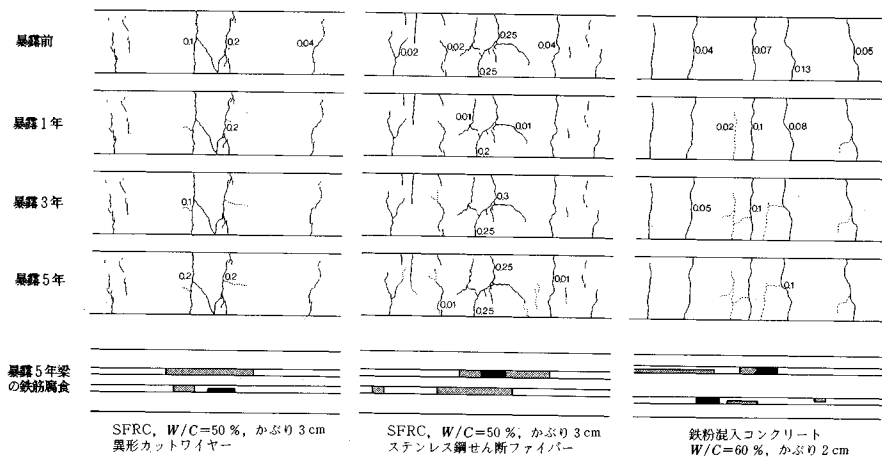 暴露前
0.1
0.2
0.04
0.02
0.02
0.25
0.25
0.04
0.04
0.07
0.13
0.05
暴露1年
0.2
0.01
0.01
0.2
0.02
0.1
0.08
暴露3年
0.1
0.3
0.25
0.05
0.1
暴露5年
0.2
0.2
0.25
0.01
0.25
0.01
0.1
暴露5年梁
の鉄筋腐食
SFRC, W/C=50%, かぶり3cm
異形カットワイヤー
SFRC, W/C=50%, かぶり3cm
ステンレス鋼せん断ファイバー
鉄粉混入コンクリート
W/C=60%, かぶり2cm